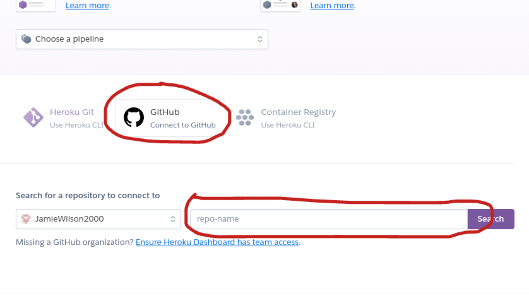 Learn more. Learn more.
Choose a pipeline
Heroku Git GitHub Container Registry
Use Heroku CLI Connect to GitHub Use Heroku CLI
Search for a repository to connect to
JamieWilson2000 repo-name Search
Missing a GitHub organization? Ensure Heroku Dashboard has team access.